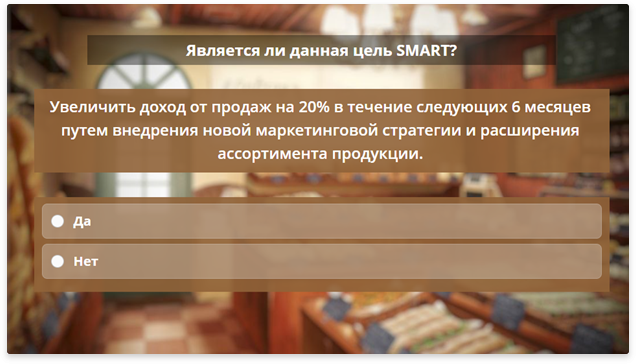 Является ли данная цель SMART?
Увеличить доход от продаж на 20% в течение следующих 6 месяцев
путем внедрения новой маркетинговой стратегии и расширения
ассортимента продукции.
Да
Нет